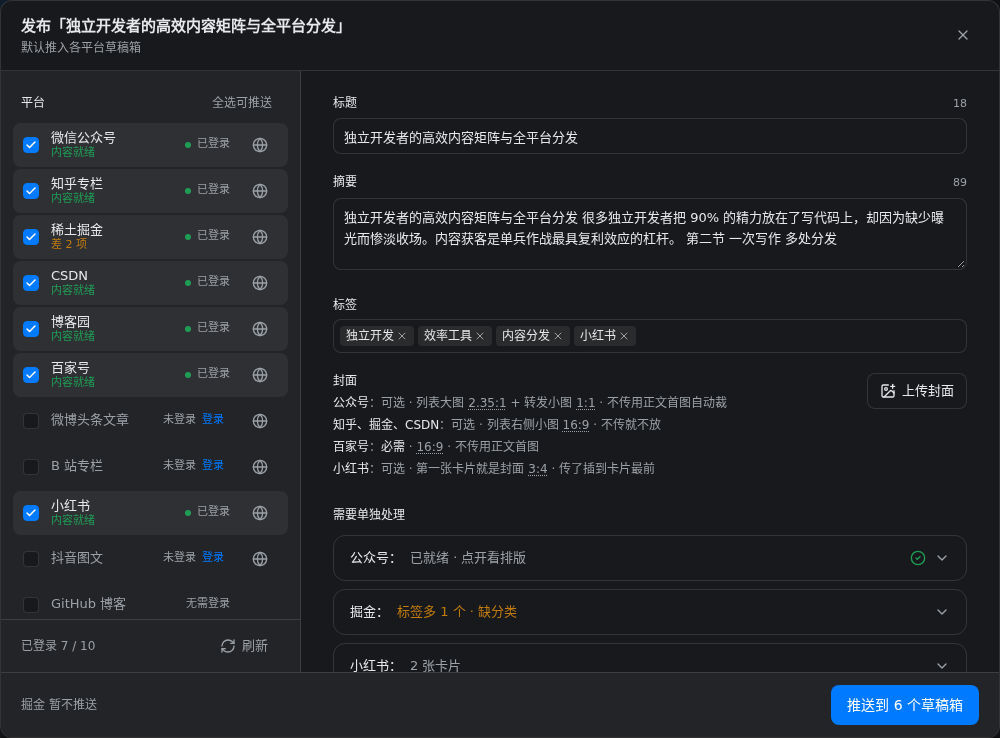 发布「独立开发者的高效内容矩阵与全平台分发」
默认推入各平台草稿箱
平台 全选可推送
微信公众号
内容就绪
已登录
知乎专栏
内容就绪
已登录
稀土掘金
差 2 项
已登录
CSDN
内容就绪
已登录
博客园
内容就绪
已登录
百家号
内容就绪
已登录
微博头条文章 未登录 登录
B 站专栏 未登录 登录
小红书
内容就绪
已登录
抖音图文 未登录 登录
GitHub 博客 无需登录
已登录 7 / 10 刷新
标题 18
独立开发者的高效内容矩阵与全平台分发
摘要 89
独立开发者的高效内容矩阵与全平台分发 很多独立开发者把 90% 的精力放在了写代码上，却因为缺少曝
光而惨淡收场。内容获客是单兵作战最具复利效应的杠杆。 第二节 一次写作 多处分发
标签
独立开发 × 效率工具 × 内容分发 × 小红书 ×
封面
上传封面
公众号：可选 · 列表大图 2.35:1 + 转发小图 1:1 · 不传用正文首图自动裁
知乎、掘金、CSDN：可选 · 列表右侧小图 16:9 · 不传就不放
百家号：必需 · 16:9 · 不传用正文首图
小红书：可选 · 第一张卡片就是封面 3:4 · 传了插到卡片最前
需要单独处理
公众号： 已就绪 · 点开看排版
掘金： 标签多 1 个 · 缺分类
小红书： 2 张卡片
掘金 暂不推送
推送到 6 个草稿箱